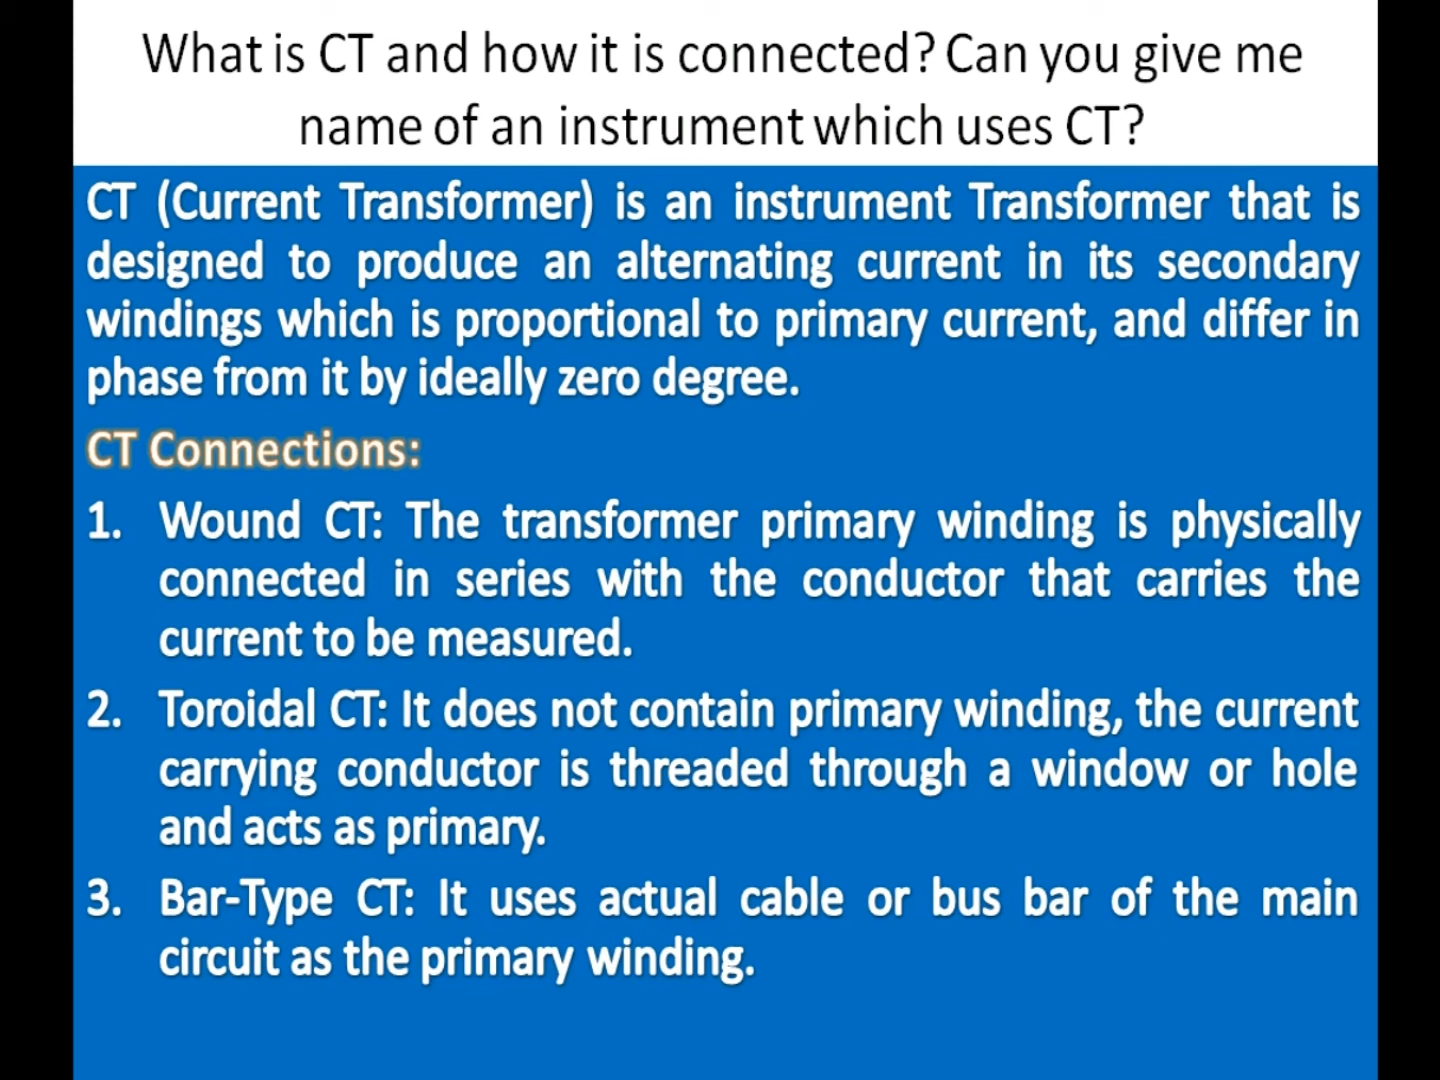 What is CT and how it is connected? Can you give me
name of an instrument which uses CT?
CT (Current Transformer) is an instrument Transformer that is
designed to produce an alternating current in its secondary
windings which is proportional to primary current, and differ in
phase from it by ideally zero degree.
CT Connections:
1. Wound CT: The transformer primary winding is physically
connected in series with the conductor that carries the
current to be measured.
2. Toroidal CT: It does not contain primary winding, the current
carrying conductor is threaded through a window or hole
and acts as primary.
3. Bar-Type CT: It uses actual cable or bus bar of the main
circuit as the primary winding.